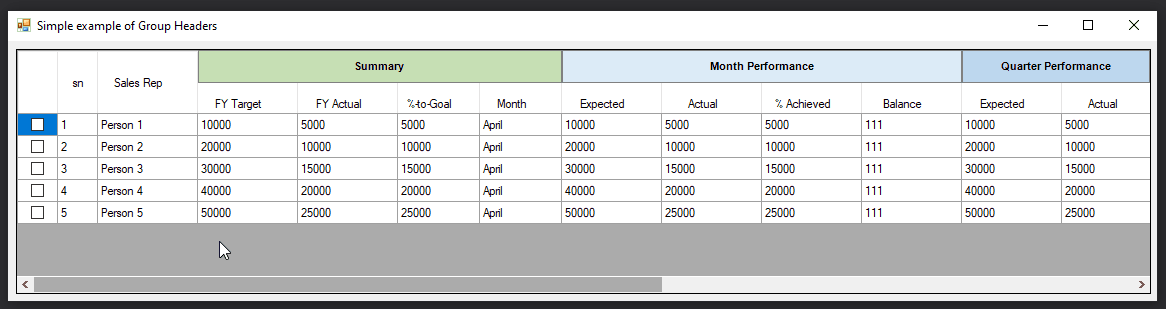 Simple example of Group Headers
Summary Month Performance Quarter Performance
sn Sales Rep
FY Target FY Actual %-to-Goal Month Expected Actual % Achieved Balance Expected Actual
1 Person 1 10000 5000 5000 April 10000 5000 5000 111 10000 5000
2 Person 2 20000 10000 10000 April 20000 10000 10000 111 20000 10000
3 Person 3 30000 15000 15000 April 30000 15000 15000 111 30000 15000
4 Person 4 40000 20000 20000 April 40000 20000 20000 111 40000 20000
5 Person 5 50000 25000 25000 April 50000 25000 25000 111 50000 25000